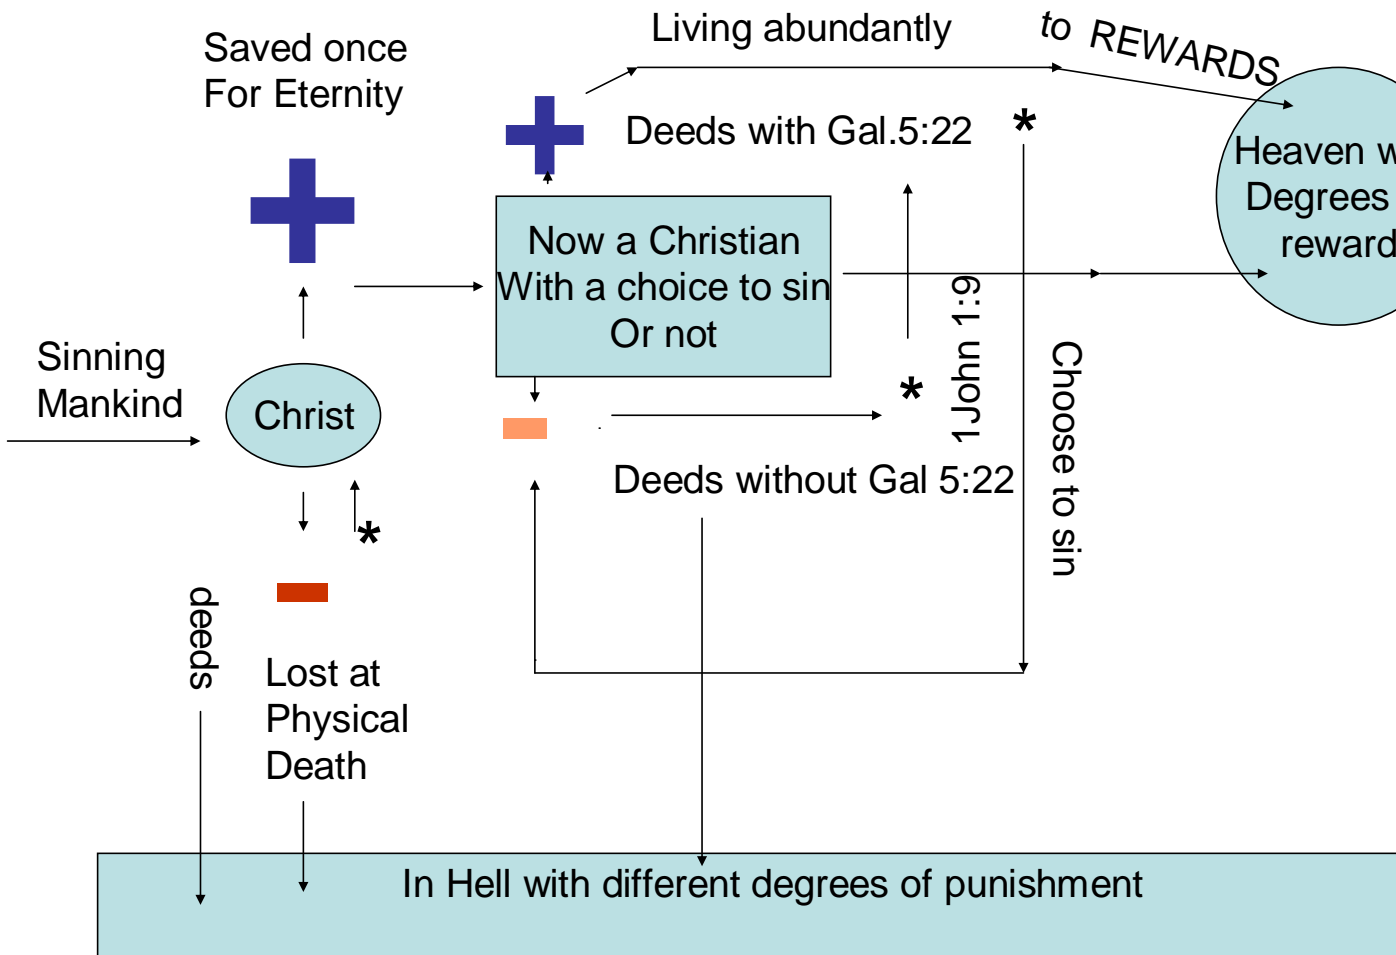 Living abundantly
to REWARDS
Saved once
For Eternity
Deeds with Gal.5:22
*
Heaven w
Degrees
reward
Now a Christian
With a choice to sin
Or not
1John 1:9
Choose to sin
Sinning
Mankind
Christ
*
Deeds without Gal 5:22
*
deeds
Lost at
Physical
Death
In Hell with different degrees of punishment